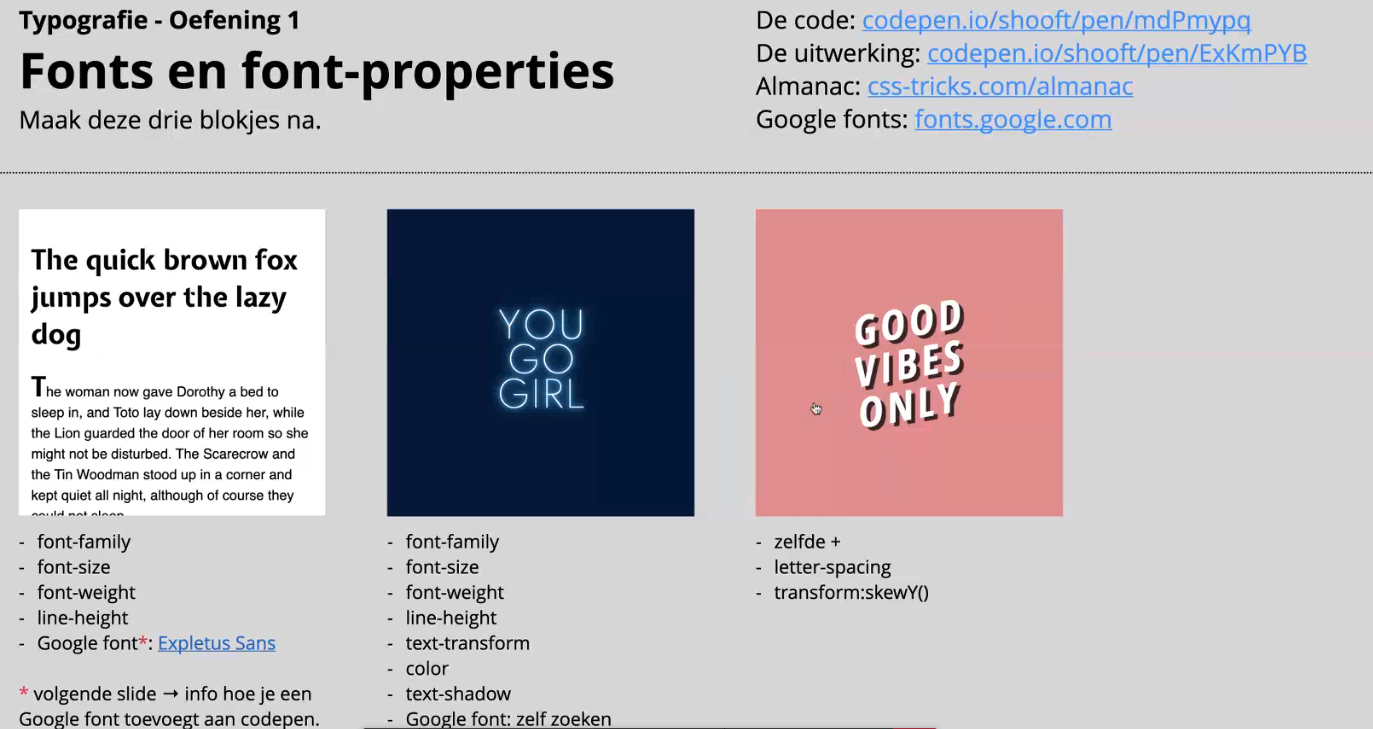 Typografie - Oefening 1
Fonts en font-properties
Maak deze drie blokjes na.
De code: codepen.io/shooft/pen/mdPmypq
De uitwerking: codepen.io/shooft/pen/ExKmPYB
Almanac: css-tricks.com/almanac
Google fonts: fonts.google.com
The quick brown fox
jumps over the lazy
dog
The woman now gave Dorothy a bed to
sleep in, and Toto lay down beside her, while
the Lion guarded the door of her room so she
might not be disturbed. The Scarecrow and
the Tin Woodman stood up in a corner and
kept quiet all night, although of course they
could not sleep
- font-family
- font-size
- font-weight
- line-height
- Google font*: Expletus Sans
* volgende slide → info hoe je een
Google font toevoegt aan codepen.
YOU
GO
GIRL
- font-family
- font-size
- font-weight
- line-height
- text-transform
- color
- text-shadow
- Google font: zelf zoeken
GOOD
VIBES
ONLY
- zelfde +
- letter-spacing
- transform:skewY()